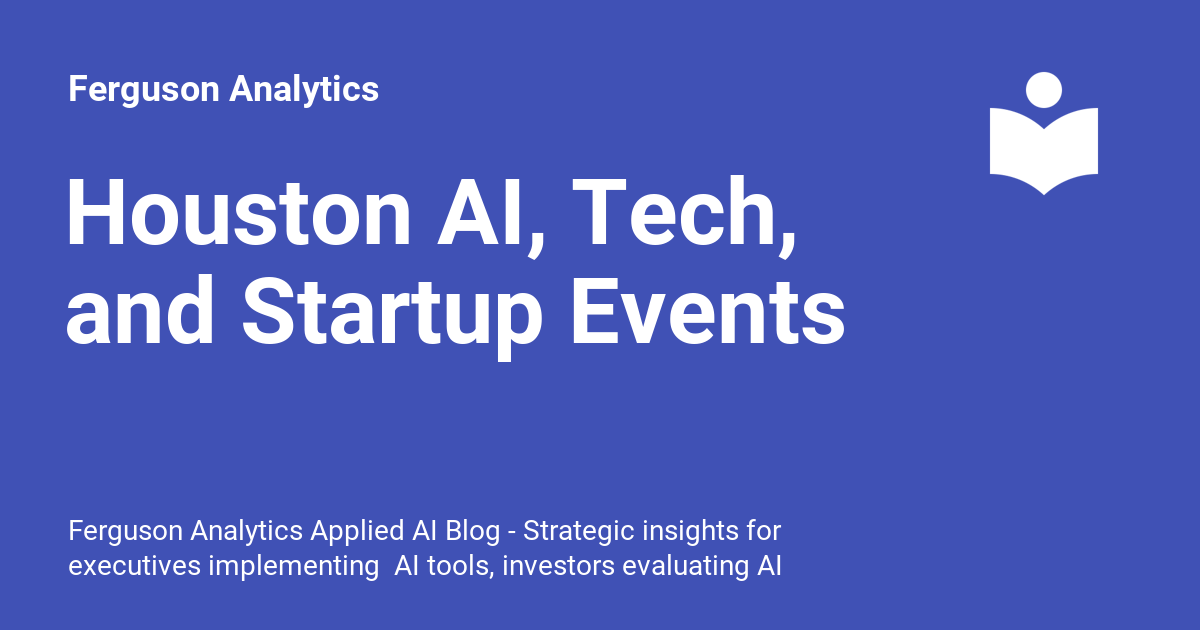 Ferguson Analytics
Houston AI, Tech,
and Startup Events
Ferguson Analytics Applied AI Blog - Strategic insights for
executives implementing  AI tools, investors evaluating AI